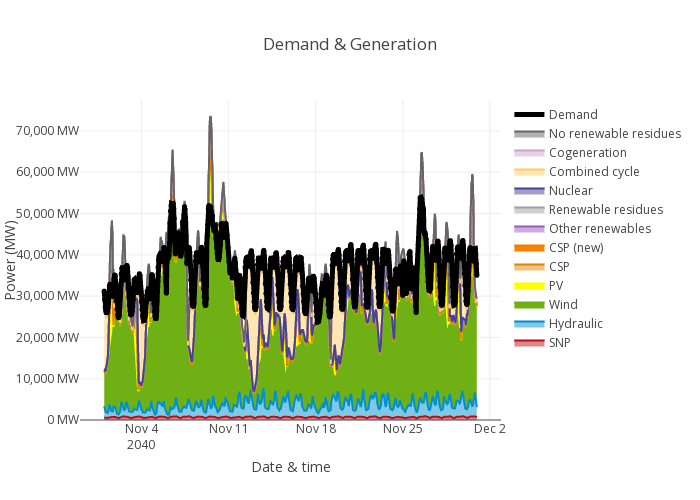 Demand & Generation
70,000 MW
60,000 MW
50,000 MW
40,000 MW
30,000 MW
20,000 MW
10,000 MW
0 MW
Power (MW)
Nov 4
2040
Nov 11
Nov 18
Nov 25
Dec 2
Date & time
Demand
No renewable residues
Cogeneration
Combined cycle
Nuclear
Renewable residues
Other renewables
CSP (new)
CSP
PV
Wind
Hydraulic
SNP